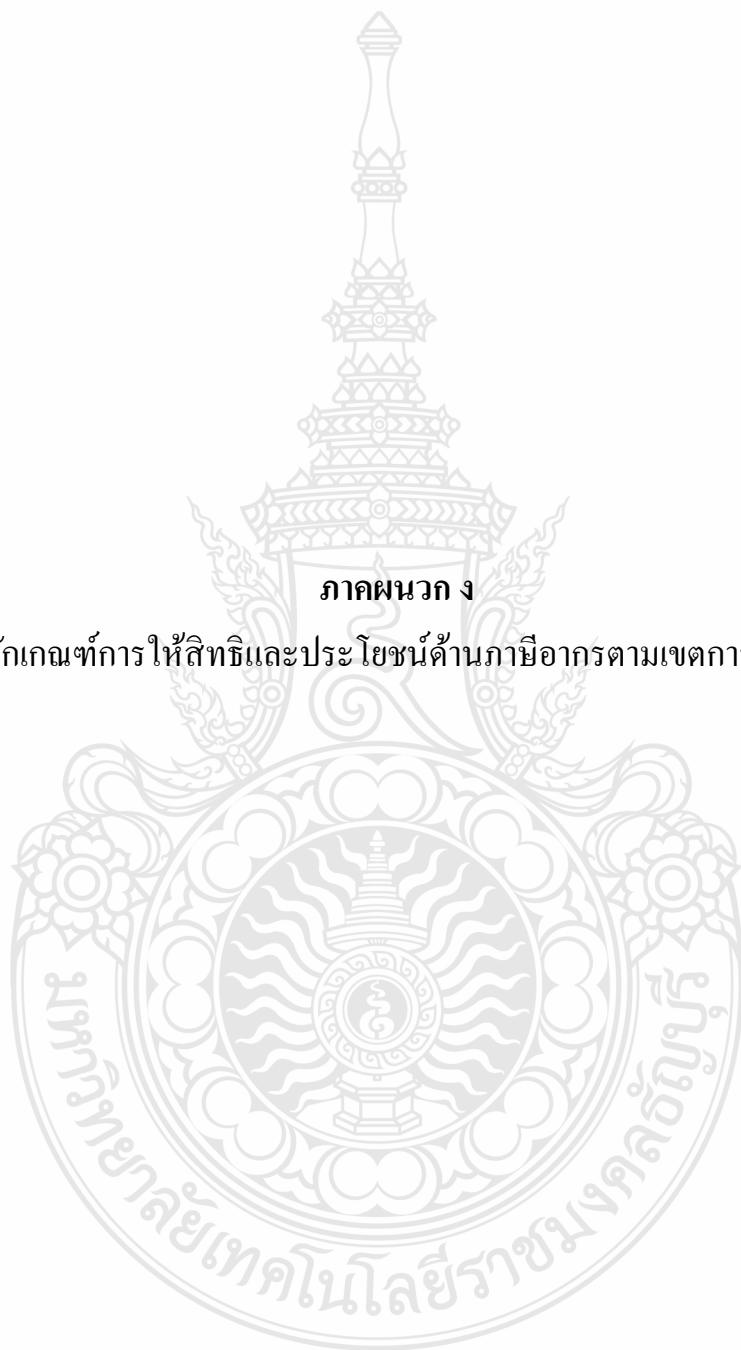 ภาคผนวก ง
กเกณฑ์การให้สิทธิและประโยชน์ด้านภาษีอากรตามเขตกา
มหาวิทยาลัยเทคโนโลยีราชมงคลธัญบุรี